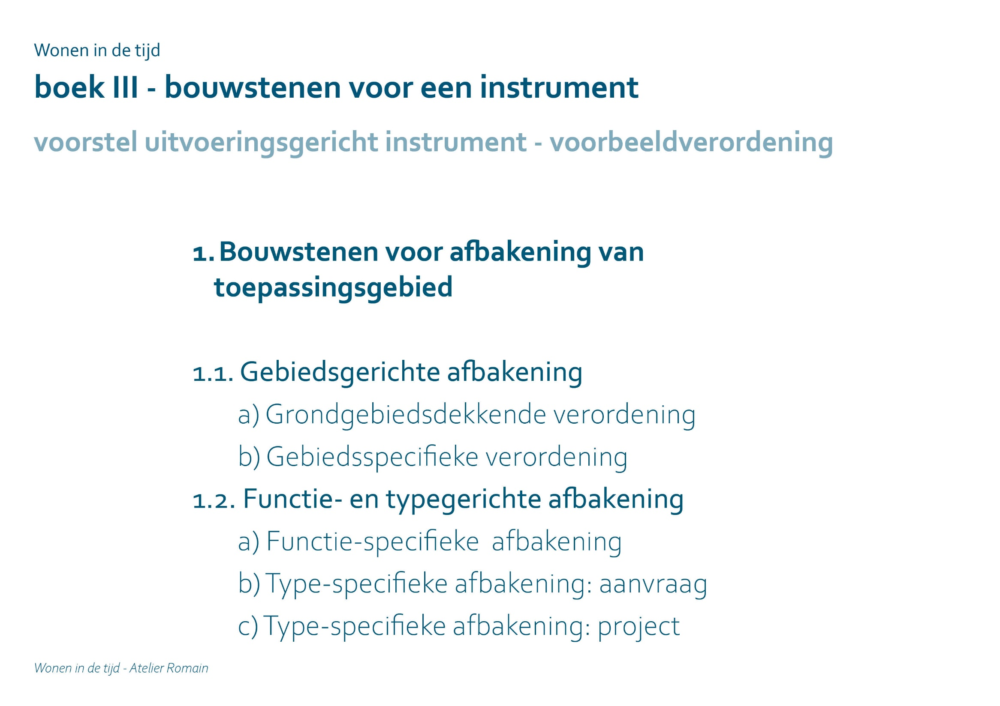 Wonen in de tijd
boek III - bouwstenen voor een instrument
voorstel uitvoeringsgericht instrument - voorbeeldverordening
1. Bouwstenen voor afbakening van
toepassingsgebied
1.1. Gebiedsgerichte afbakening
a) Grondgebiedsdekkende verordening
b) Gebiedsspecifieke verordening
1.2. Functie- en typegerichte afbakening
a) Functie-specifieke  afbakening
b) Type-specifieke afbakening: aanvraag
c) Type-specifieke afbakening: project
Wonen in de tijd - Atelier Romain